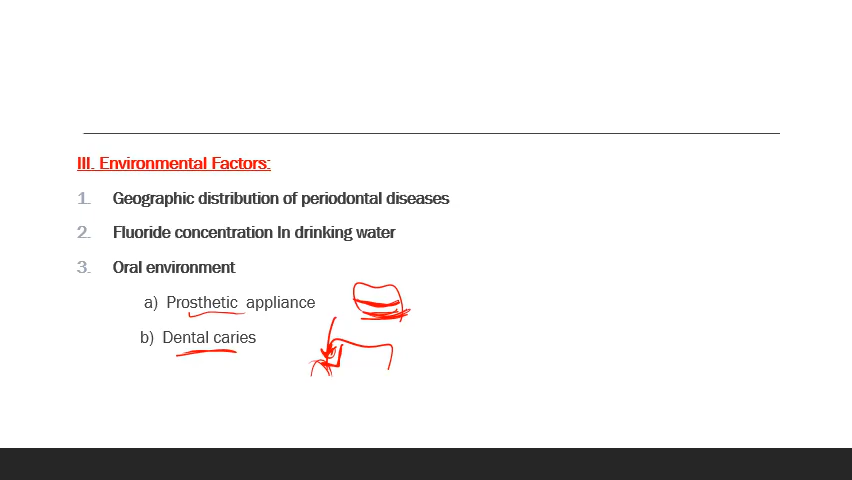 III. Environmental Factors:
1. Geographic distribution of periodontal diseases
2. Fluoride concentration In drinking water
3. Oral environment
a) Prosthetic appliance
b) Dental caries